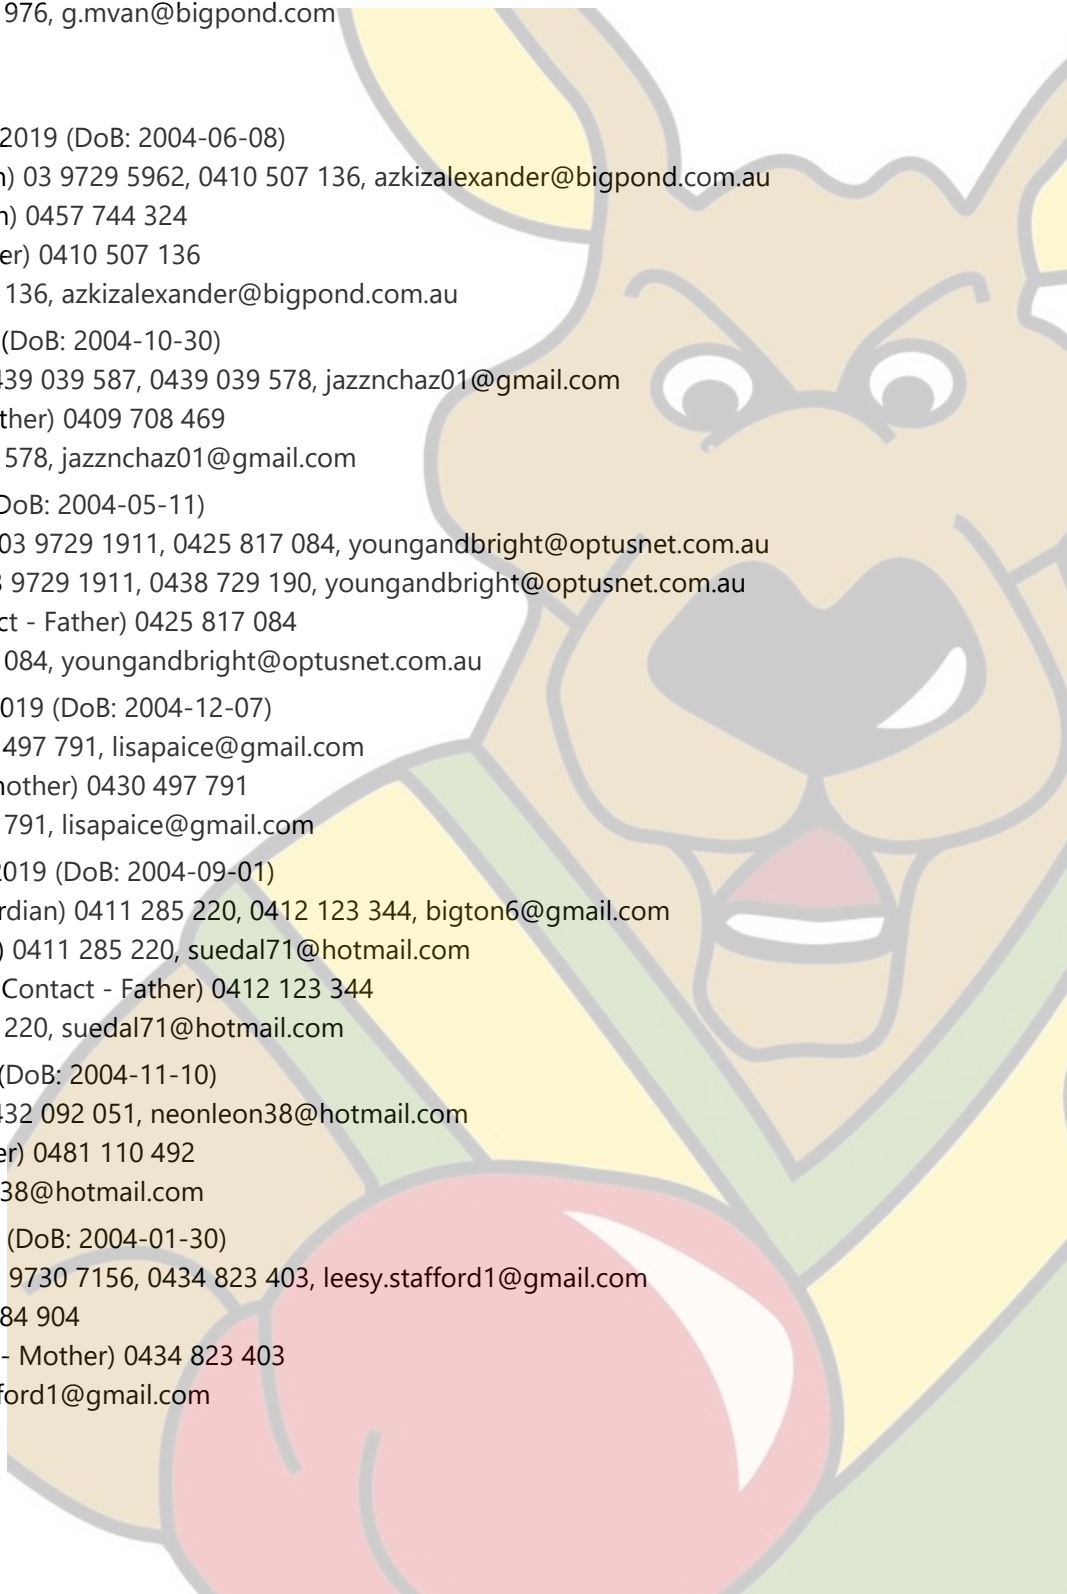 976, g.mvan@bigpond.com
2019 (DoB: 2004-06-08)
03 9729 5962, 0410 507 136, azkizalexander@bigpond.com.au
0457 744 324
er) 0410 507 136
136, azkizalexander@bigpond.com.au
(DoB: 2004-10-30)
39 039 587, 0439 039 578, jazznchaz01@gmail.com
ther) 0409 708 469
578, jazznchaz01@gmail.com
DoB: 2004-05-11)
03 9729 1911, 0425 817 084, youngandbright@optusnet.com.au
9729 1911, 0438 729 190, youngandbright@optusnet.com.au
ct - Father) 0425 817 084
084, youngandbright@optusnet.com.au
019 (DoB: 2004-12-07)
497 791, lisapaice@gmail.com
other) 0430 497 791
791, lisapaice@gmail.com
019 (DoB: 2004-09-01)
rdian) 0411 285 220, 0412 123 344, bigton6@gmail.com
) 0411 285 220, suedal71@hotmail.com
Contact - Father) 0412 123 344
220, suedal71@hotmail.com
(DoB: 2004-11-10)
32 092 051, neonleon38@hotmail.com
er) 0481 110 492
38@hotmail.com
(DoB: 2004-01-30)
9730 7156, 0434 823 403, leesy.stafford1@gmail.com
84 904
- Mother) 0434 823 403
ford1@gmail.com